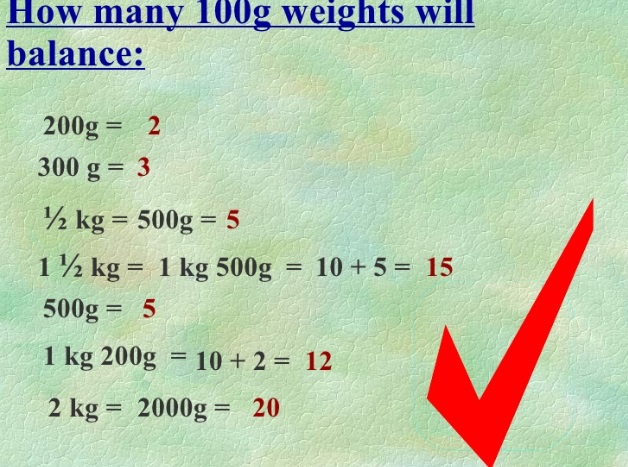 How many 100g weights will
balance:
200g = 2
300 g = 3
½ kg = 500g = 5
1 ½ kg = 1 kg 500g = 10 + 5 = 15
500g = 5
1 kg 200g = 10 + 2 = 12
2 kg = 2000g = 20